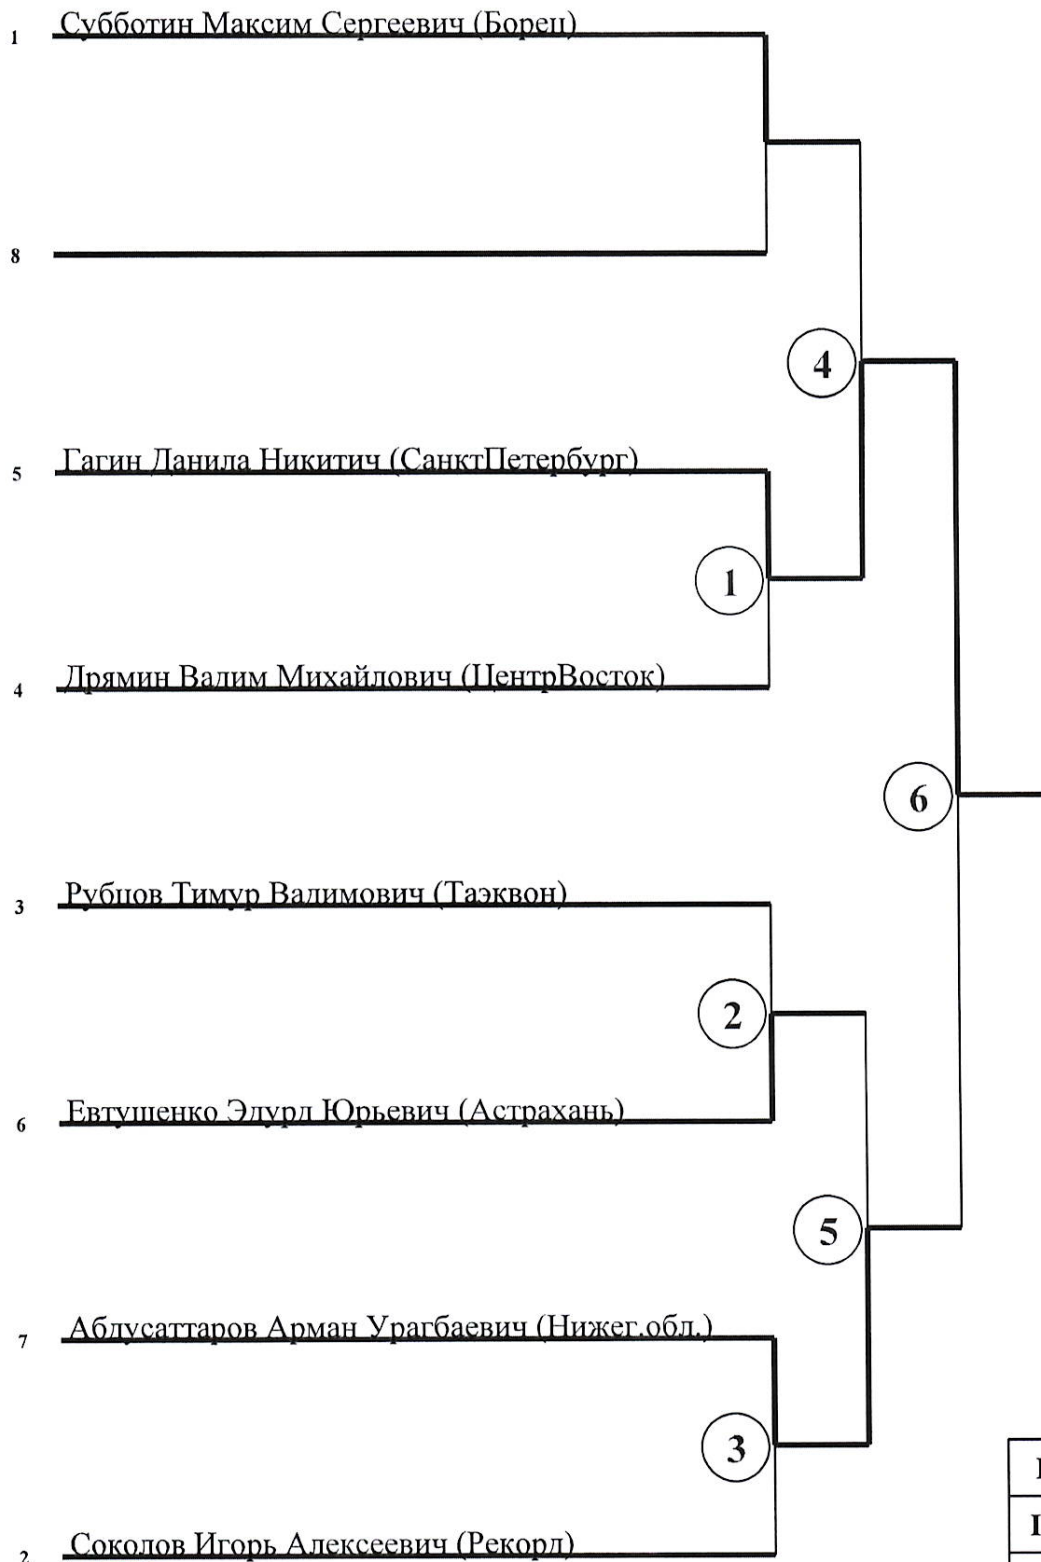 1 Субботин Максим Сергеевич (Борец)
8
4
5 Гагин Данила Никитич (СанктПетербург)
1
4 Дрямин Вадим Михайлович (ЦентрВосток)
6
3 Рубцов Тимур Вадимович (Таэквон)
2
6 Евтушенко Эдурд Юрьевич (Астрахань)
5
7 Абдусаттаров Арман Урагбаевич (Нижег.обл.)
3
2 Соколов Игорь Алексеевич (Рекорд)